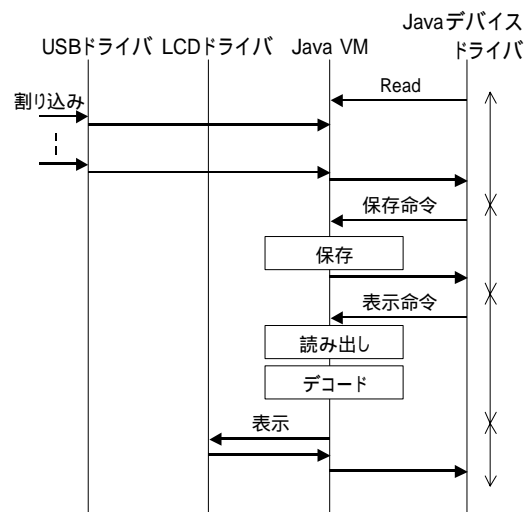 Javaデバイス
USBドライバ LCDドライバ Java VM ドライバ
Read
割り込み
保存命令
保存
表示命令
読み出し
デコード
表示